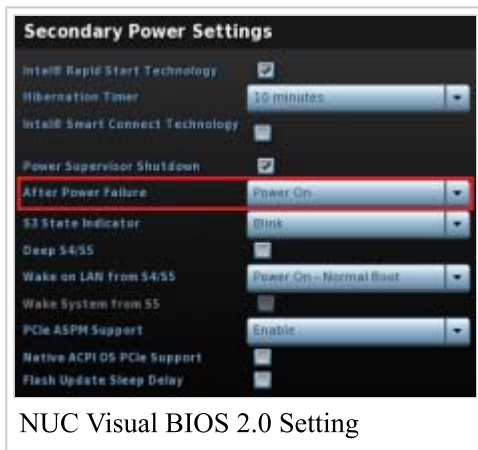 Secondary Power Settings
Intel® Rapid Start Technology
Hibernation Timer 10 minutes
Intel® Smart Connect Technology
Power Supervisor Shutdown
After Power Failure Power On
S3 State Indicator Blink
Deep S4/S5
Wake on LAN from S4/S5 Power On - Normal Boot
Wake System from S5
PCIe ASPM Support Enable
Native ACPI OS PCIe Support
Flash Update Sleep Delay
NUC Visual BIOS 2.0 Setting